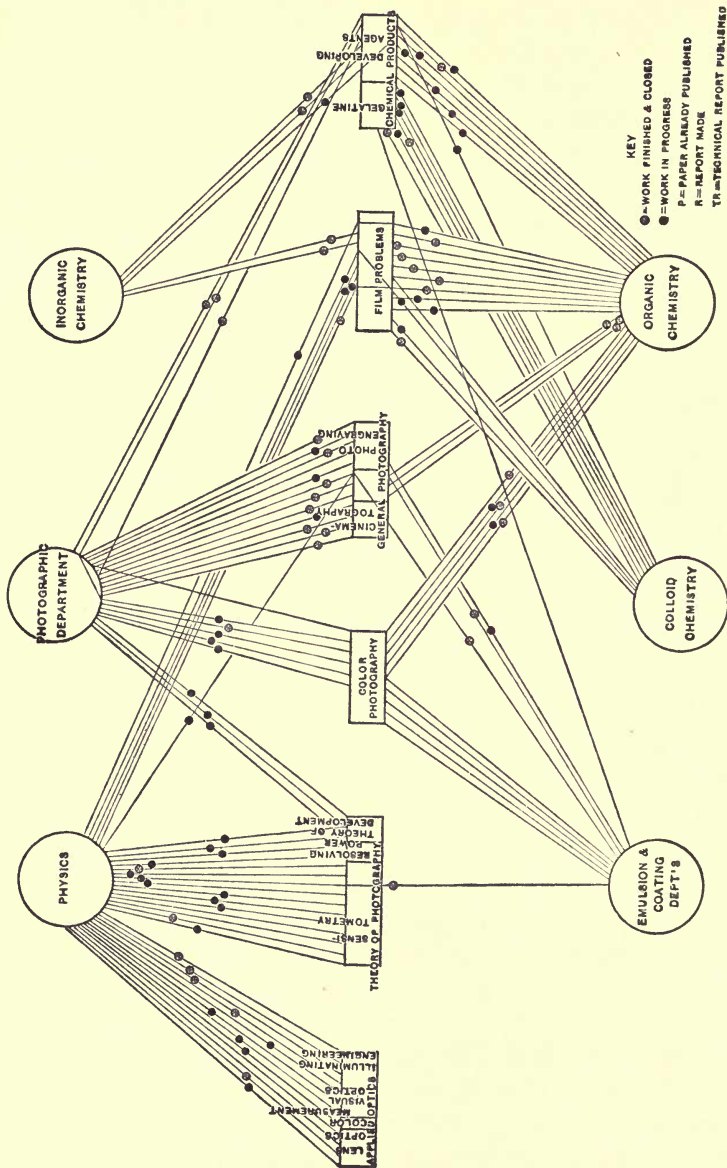 PHYSICS
PHOTOGRAPHIC
DEPARTMENT
INORGANIC
CHEMISTRY
LENS
OPTICS
COLOR
MEASUREMENT
VISUAL
OPTICS
ILLUMINATING
ENGINEERING
APPLIED OPTICS
SENSI-
TOMETRY
RESOLVING
POWER
THEORY OF
DEVELOPMENT
THEORY OF PHOTOGRAPHY
COLOR
PHOTOGRAPHY
CINEMA-
TOGRAPHY
PHOTO
ENGRAVING
GENERAL PHOTOGRAPHY
FILM PROBLEMS
GELATINE
DEVELOPING
AGENTS
CHEMICAL PRODUCTS
EMULSION &
COATING
DEPT'S
COLLOID
CHEMISTRY
ORGANIC
CHEMISTRY
KEY
=WORK FINISHED & CLOSED
=WORK IN PROGRESS
P=PAPER ALREADY PUBLISHED
R=REPORT MADE
TR=TECHNICAL REPORT PUBLISHED